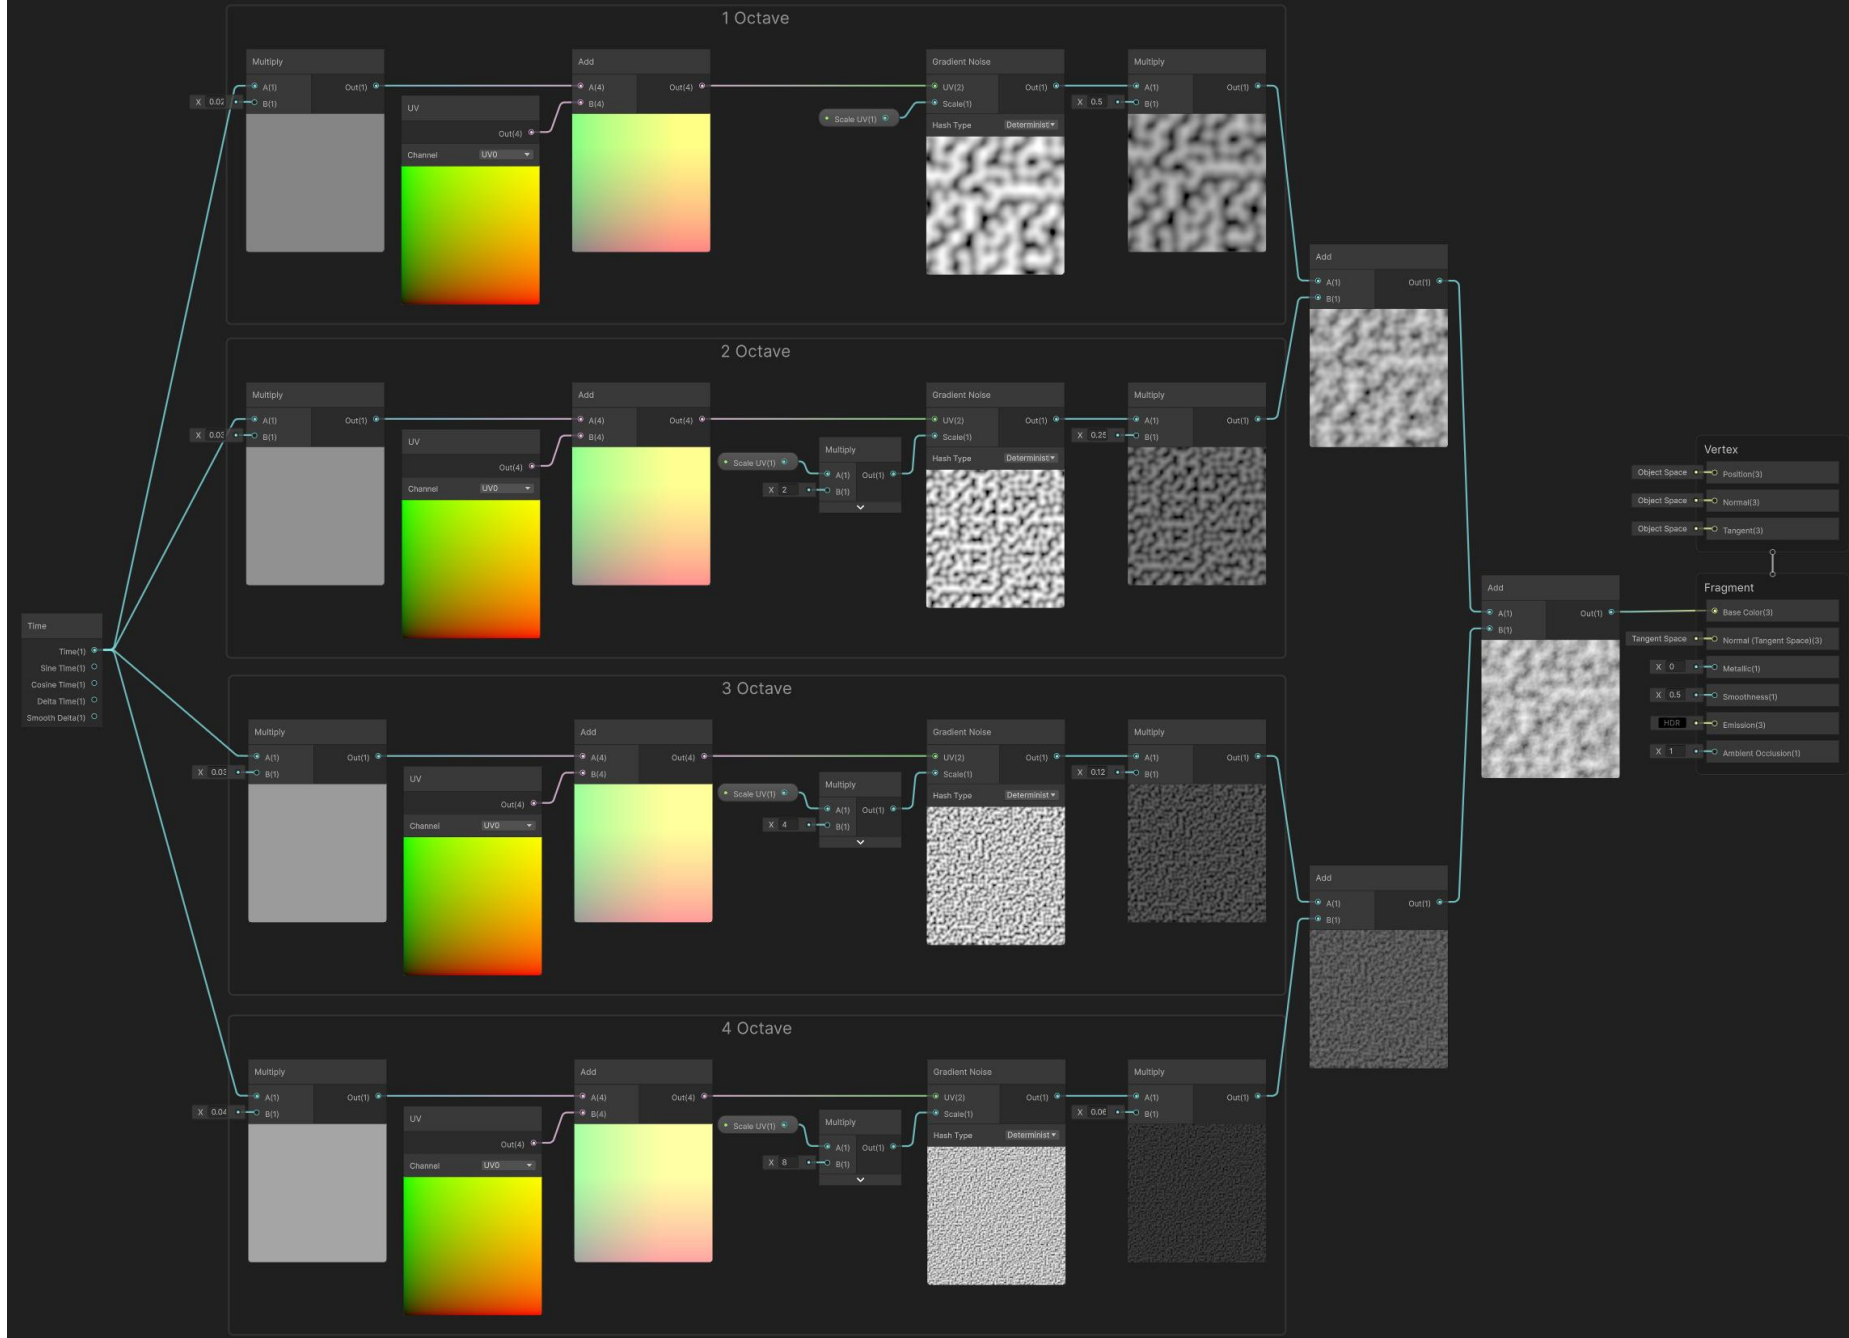 1 Octave
Multiply
A(1) Out(1)
X 0.02 B(1)
UV
Out(4)
Channel UV0
Add
A(4) Out(4)
B(4)
Scale UV(1)
Gradient Noise
UV(2) Out(1)
Scale(1)
Hash Type Determinist
Multiply
A(1) Out(1)
X 0.5 B(1)
2 Octave
Multiply
A(1) Out(1)
X B(1)
UV
Out(4)
Channel UV0
Add
A(4) Out(4)
B(4)
Scale UV(1)
Multiply
A(1) Out(1)
X 2 B(1)
Gradient Noise
UV(2) Out(1)
Scale(1)
Hash Type Determinist
Multiply
A(1) Out(1)
X 0.25 B(1)
3 Octave
Multiply
A(1) Out(1)
X 0.03 B(1)
UV
Out(4)
Channel UV0
Add
A(4) Out(4)
B(4)
Scale UV(1)
Multiply
A(1) Out(1)
X 4 B(1)
Gradient Noise
UV(2) Out(1)
Scale(1)
Hash Type Determinist
Multiply
A(1) Out(1)
X 0.12 B(1)
4 Octave
Multiply
A(1) Out(1)
X 0.04 B(1)
UV
Out(4)
Channel UV0
Add
A(4) Out(4)
B(4)
Scale UV(1)
Multiply
A(1) Out(1)
X 8 B(1)
Gradient Noise
UV(2) Out(1)
Scale(1)
Hash Type Determinist
Multiply
A(1) Out(1)
X 0.06 B(1)
Time
Time(1)
Sine Time(1)
Cosine Time(1)
Delta Time(1)
Smooth Delta(1)
Add
A(1) Out(1)
B(1)
Add
A(1) Out(1)
B(1)
Add
A(1) Out(1)
B(1)
Vertex
Object Space Position(3)
Object Space Normal(3)
Object Space Tangent(3)
Fragment
Base Color(3)
Tangent Space Normal (Tangent Space)(3)
X 0 Metallic(1)
X 0.5 Smoothness(1)
HDR Emission(3)
X 1 Ambient Occlusion(1)